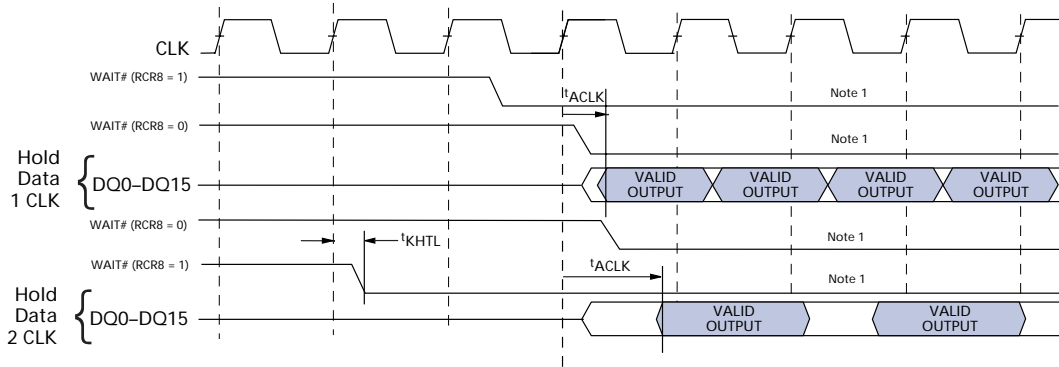 CLK
WAIT# (RCR8 = 1)
tACLK
Note 1
WAIT# (RCR8 = 0)
Note 1
Hold
Data
1 CLK
DQ0–DQ15
VALID
OUTPUT
VALID
OUTPUT
VALID
OUTPUT
VALID
OUTPUT
WAIT# (RCR8 = 0)
Note 1
tKHTL
WAIT# (RCR8 = 1)
tACLK
Note 1
Hold
Data
2 CLK
DQ0–DQ15
VALID
OUTPUT
VALID
OUTPUT